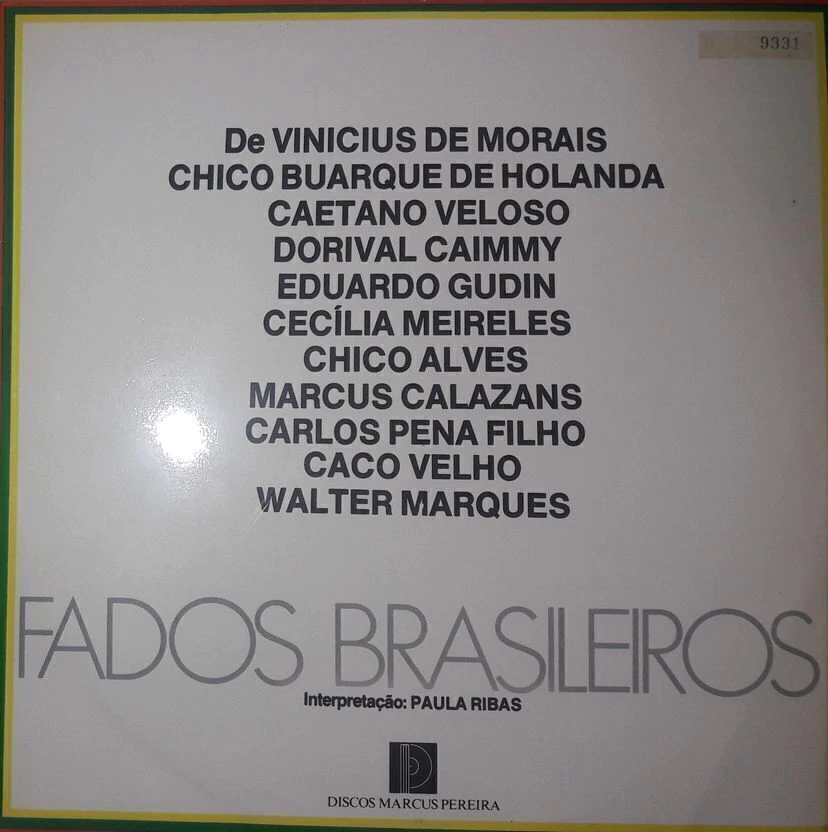 9331
De VINICIUS DE MORAIS
CHICO BUARQUE DE HOLANDA
CAETANO VELOSO
DORIVAL CAIMMY
EDUARDO GUDIN
CECÍLIA MEIRELES
CHICO ALVES
MARCUS CALAZANS
CARLOS PENA FILHO
CACO VELHO
WALTER MARQUES
FADOS BRASILEIROS
Interpretação: PAULA RIBAS
DISCOS MARCUS PEREIRA